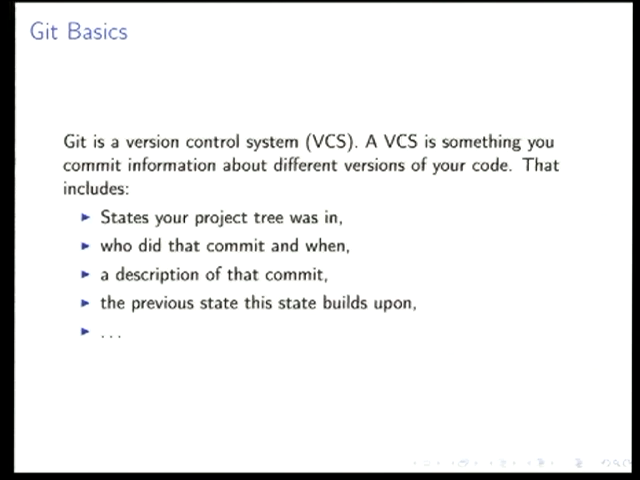 Git Basics
Git is a version control system (VCS). A VCS is something you
commit information about different versions of your code. That
includes:
▶ States your project tree was in,
▶ who did that commit and when,
▶ a description of that commit,
▶ the previous state this state builds upon,
▶ ...